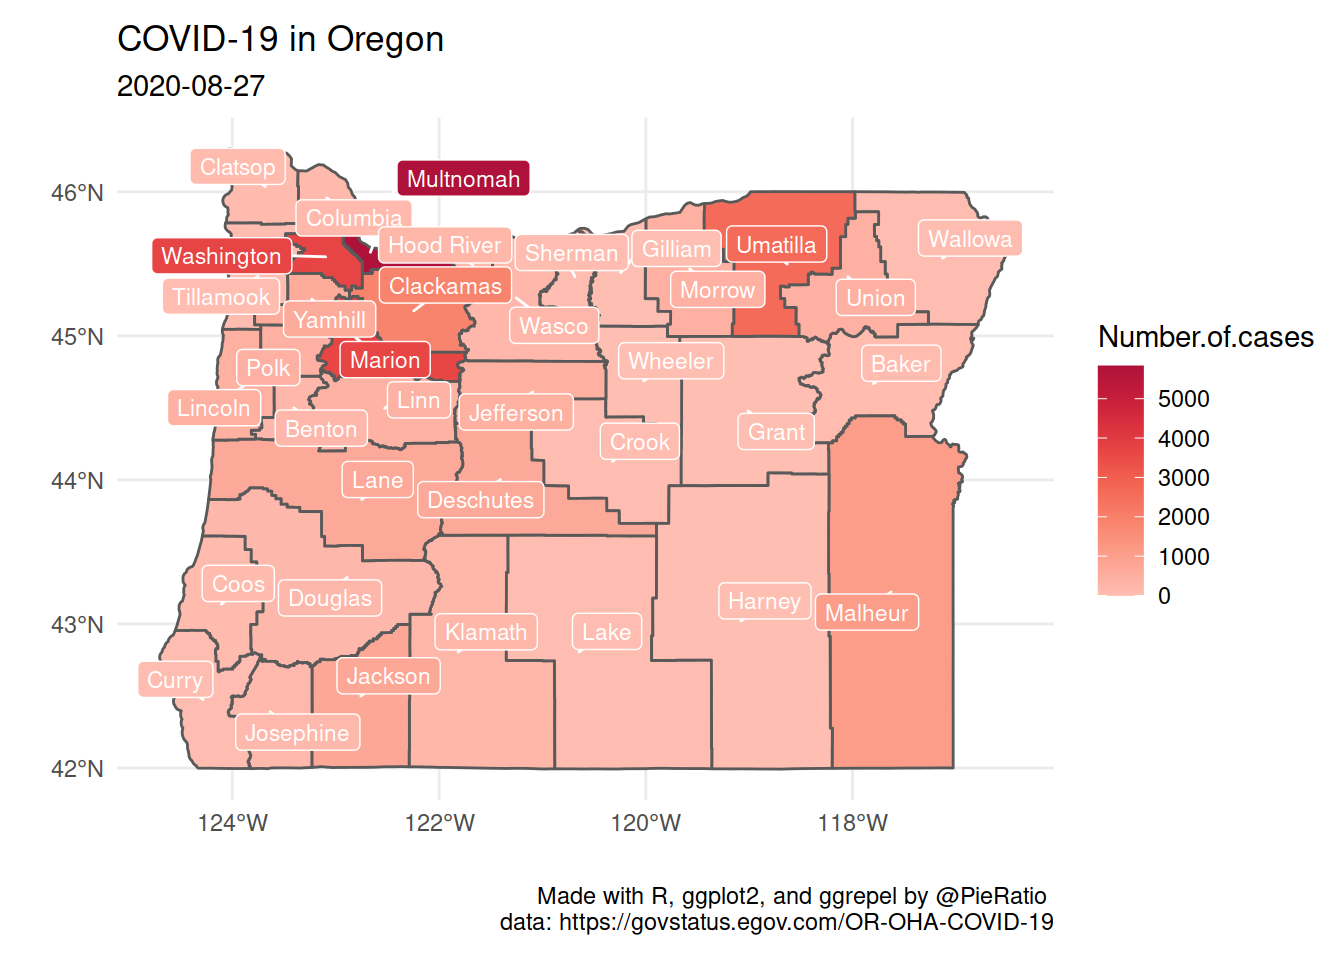 COVID-19 in Oregon
2020-08-27
46°N
45°N
44°N
43°N
42°N
Clatsop
Multnomah
Columbia
Washington
Hood River
Sherman
Gilliam
Umatilla
Wallowa
Tillamook
Clackamas
Morrow
Union
Yamhill
Wasco
Marion
Wheeler
Baker
Polk
Lincoln
Linn
Jefferson
Benton
Crook
Grant
Lane
Deschutes
Coos
Douglas
Harney
Malheur
Klamath
Lake
Curry
Jackson
Josephine
124°W
122°W
120°W
118°W
Number.of.cases
5000
4000
3000
2000
1000
0
Made with R, ggplot2, and ggrepel by @PieRatio
data: https://govstatus.egov.com/OR-OHA-COVID-19